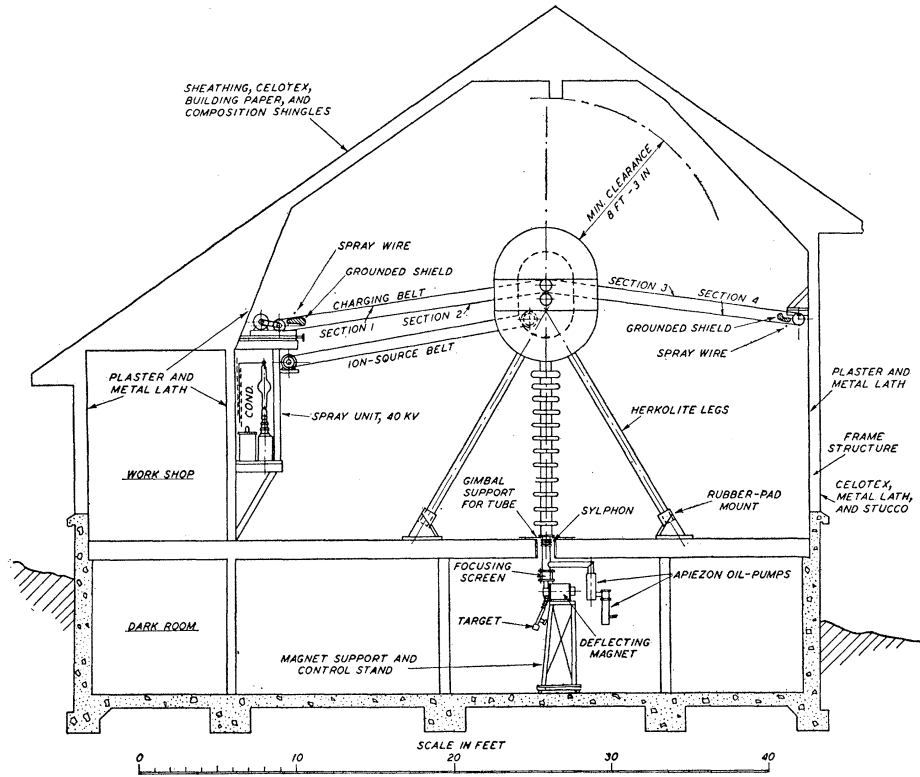 SHEATHING, CELOTEX,
BUILDING PAPER, AND
COMPOSITION SHINGLES
MIN. CLEARANCE
8 FT-3 IN
SPRAY WIRE
GROUNDED SHIELD
CHARGING BELT
SECTION 1
SECTION 2
ION-SOURCE BELT
SECTION 3
SECTION 4
GROUNDED SHIELD
SPRAY WIRE
PLASTER AND
METAL LATH
COND.
SPRAY UNIT, 40 KV
HERKOLITE LEGS
PLASTER AND
METAL LATH
FRAME
STRUCTURE
CELOTEX,
METAL LATH,
AND STUCCO
WORK SHOP
GIMBAL
SUPPORT
FOR TUBE
SYLPHON
RUBBER-PAD
MOUNT
FOCUSING
SCREEN
APIEZON OIL-PUMPS
DARK ROOM
TARGET
DEFLECTING
MAGNET
MAGNET SUPPORT AND
CONTROL STAND
SCALE IN FEET
0 10 20 30 40